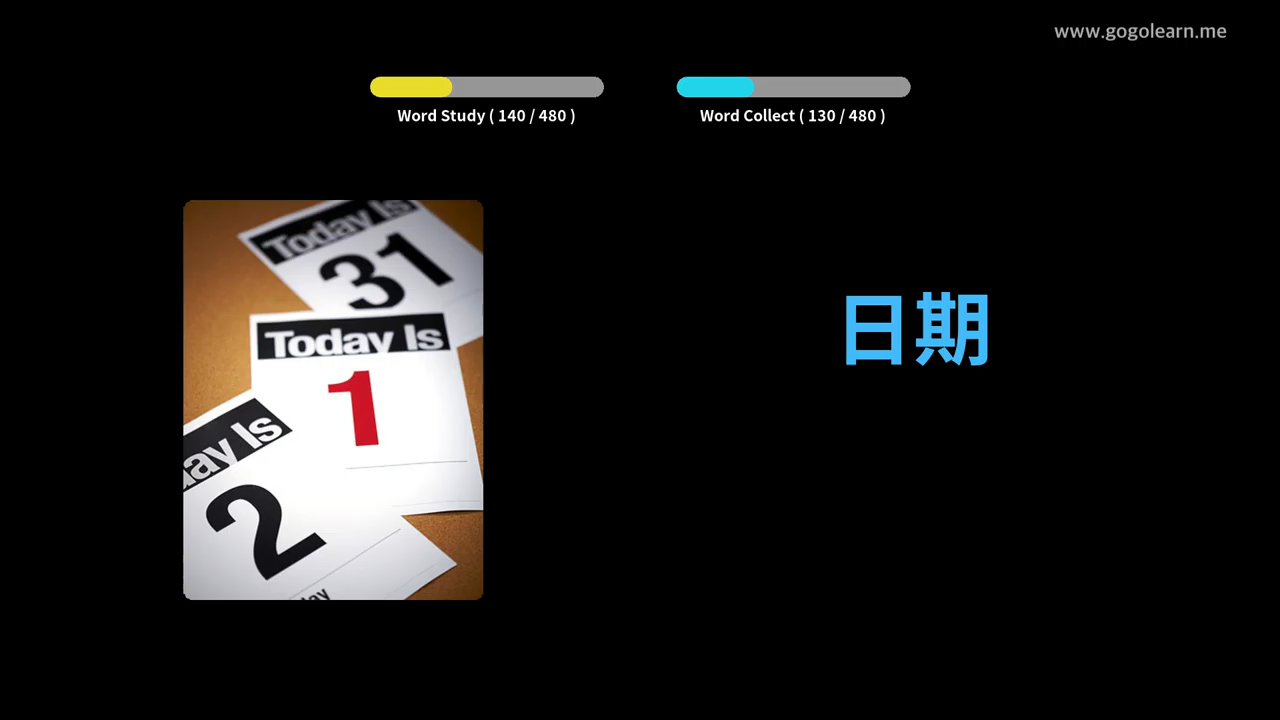 www.gogolearn.me
Word Study ( 140 / 480 )
Word Collect ( 130 / 480 )
Today Is
31
Today Is
1
日期
ay Is
2